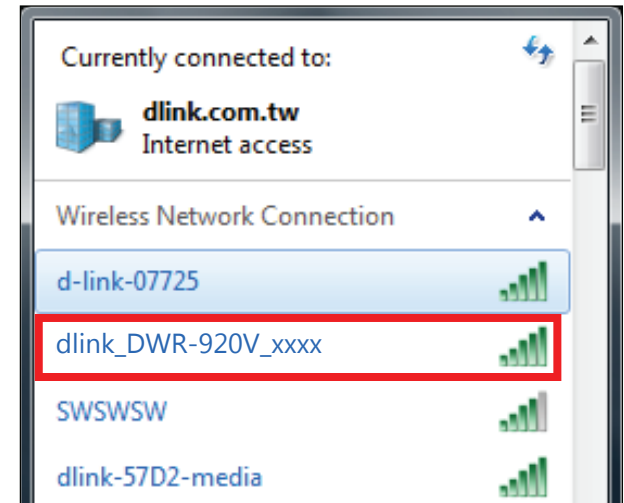 Currently connected to:
dlink.com.tw
Internet access
Wireless Network Connection
d-link-07725
dlink_DWR-920V_xxxx
SWSWSW
dlink-57D2-media